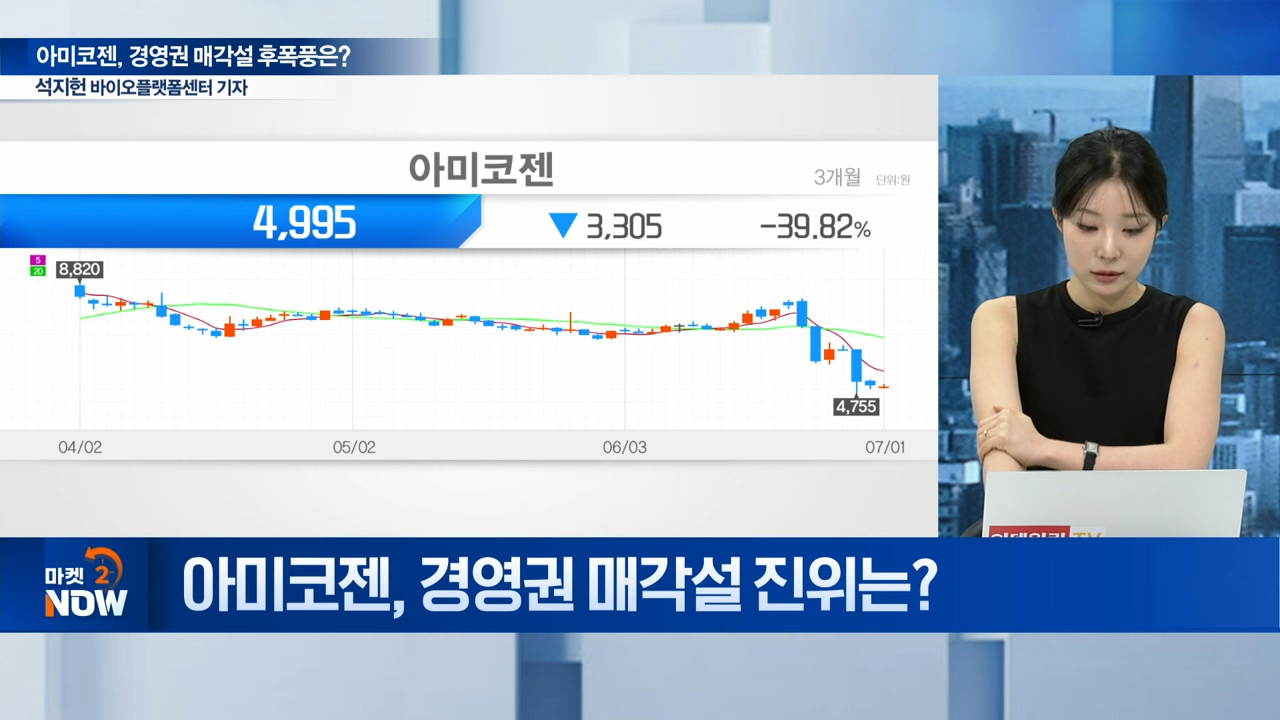 아미코젠, 경영권 매각설 후폭풍은?
석지헌 바이오플랫폼센터 기자
아미코젠
3개월 단위:원
4,995 ▼ 3,305 -39.82%
5
20
8,820
4,755
04/02 05/02 06/03 07/01
마켓 2
NOW
아미코젠, 경영권 매각설 진위는?
TV